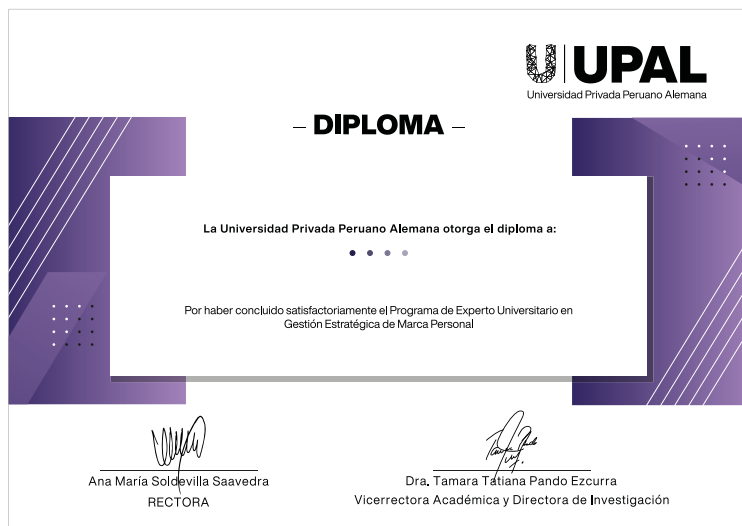 UPAL
Universidad Privada Peruano Alemana
– DIPLOMA –
La Universidad Privada Peruano Alemana otorga el diploma a:
Por haber concluido satisfactoriamente el Programa de Experto Universitario en
Gestión Estratégica de Marca Personal
Ana María Soldevilla Saavedra
RECTORA
Dra. Tamara Tatiana Pando Ezcurra
Vicerrectora Académica y Directora de Investigación